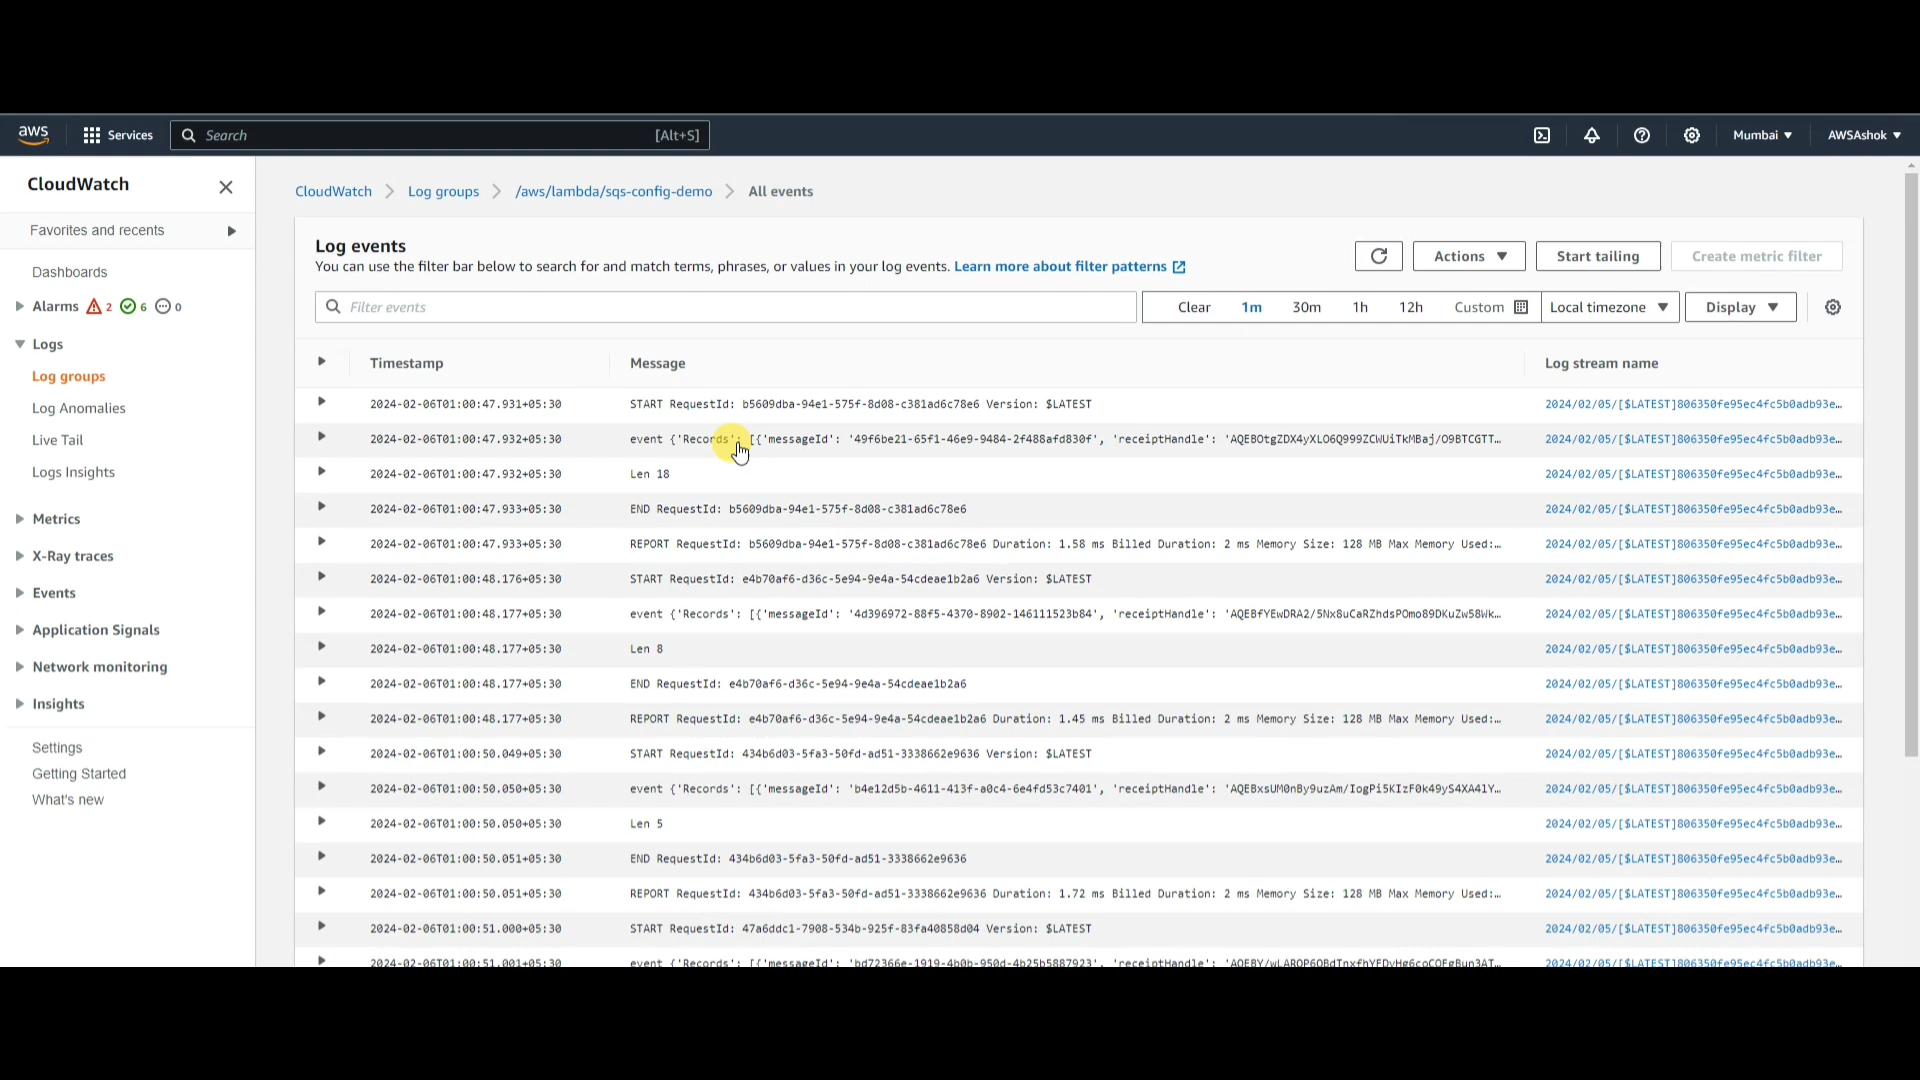 aws Services Search [Alt+S] Mumbai AWSAshok
CloudWatch
Favorites and recents
Dashboards
Alarms 2 6 0
Logs
Log groups
Log Anomalies
Live Tail
Logs Insights
Metrics
X-Ray traces
Events
Application Signals
Network monitoring
Insights
Settings
Getting Started
What's new
CloudWatch Log groups /aws/lambda/sqs-config-demo All events
Log events
You can use the filter bar below to search for and match terms, phrases, or values in your log events. Learn more about filter patterns
Actions Start tailing Create metric filter
Filter events Clear 1m 30m 1h 12h Custom Local timezone Display
Timestamp Message Log stream name
2024-02-06T01:00:47.931+05:30 START RequestId: b5609dba-94e1-575f-8d08-c381ad6c78e6 Version: $LATEST 2024/02/05/[$LATEST]806350fe95ec4fc5b0adb93e…
2024-02-06T01:00:47.932+05:30 event {'Records': [{'messageId': '49f6be21-65f1-46e9-9484-2f488afd830f', 'receiptHandle': 2024/02/05/[$LATEST]806350fe95ec4fc5b0adb93e…
2024-02-06T01:00:47.932+05:30 Len 18 2024/02/05/[$LATEST]806350fe95ec4fc5b0adb93e…
2024-02-06T01:00:47.933+05:30 END RequestId: b5609dba-94e1-575f-8d08-c381ad6c78e6 2024/02/05/[$LATEST]806350fe95ec4fc5b0adb93e…
2024-02-06T01:00:47.933+05:30 REPORT RequestId: b5609dba-94e1-575f-8d08-c381ad6c78e6 Duration: 1.58 ms Billed Duration: 2 ms Memory Size: 128 MB Max Memory Used:… 2024/02/05/[$LATEST]806350fe95ec4fc5b0adb93e…
2024-02-06T01:00:48.176+05:30 START RequestId: e4b70af6-d36c-5e94-9e4a-54cdeae1b2a6 Version: $LATEST 2024/02/05/[$LATEST]806350fe95ec4fc5b0adb93e…
2024-02-06T01:00:48.177+05:30 event {'Records': [{'messageId': '4d396972-88f5-4370-8902-146111523b84', 'receiptHandle': 2024/02/05/[$LATEST]806350fe95ec4fc5b0adb93e…
2024-02-06T01:00:48.177+05:30 Len 8 2024/02/05/[$LATEST]806350fe95ec4fc5b0adb93e…
2024-02-06T01:00:48.177+05:30 END RequestId: e4b70af6-d36c-5e94-9e4a-54cdeae1b2a6 2024/02/05/[$LATEST]806350fe95ec4fc5b0adb93e…
2024-02-06T01:00:48.177+05:30 REPORT RequestId: e4b70af6-d36c-5e94-9e4a-54cdeae1b2a6 Duration: 1.45 ms Billed Duration: 2 ms Memory Size: 128 MB Max Memory Used:… 2024/02/05/[$LATEST]806350fe95ec4fc5b0adb93e…
2024-02-06T01:00:50.049+05:30 START RequestId: 434b6d03-5fa3-50fd-ad51-3338662e9636 Version: $LATEST 2024/02/05/[$LATEST]806350fe95ec4fc5b0adb93e…
2024-02-06T01:00:50.050+05:30 event {'Records': [{'messageId': 'b4e12d5b-4611-413f-a0c4-6e4fd53c7401', 'receiptHandle': 2024/02/05/[$LATEST]806350fe95ec4fc5b0adb93e…
2024-02-06T01:00:50.050+05:30 Len 5 2024/02/05/[$LATEST]806350fe95ec4fc5b0adb93e…
2024-02-06T01:00:50.051+05:30 END RequestId: 434b6d03-5fa3-50fd-ad51-3338662e9636 2024/02/05/[$LATEST]806350fe95ec4fc5b0adb93e…
2024-02-06T01:00:50.051+05:30 REPORT RequestId: 434b6d03-5fa3-50fd-ad51-3338662e9636 Duration: 1.72 ms Billed Duration: 2 ms Memory Size: 128 MB Max Memory Used:… 2024/02/05/[$LATEST]806350fe95ec4fc5b0adb93e…
2024-02-06T01:00:51.000+05:30 START RequestId: 47a6ddc1-7908-534b-925f-83fa40858d04 Version: $LATEST 2024/02/05/[$LATEST]806350fe95ec4fc5b0adb93e…
2024-02-06T01:00:51.001+05:30 event {'Records': [{'messageId': 'bd72366e-1919-4b0b-950d-4b25b5887923', 'receiptHandle': 2024/02/05/[$LATEST]806350fe95ec4fc5b0adb93e…